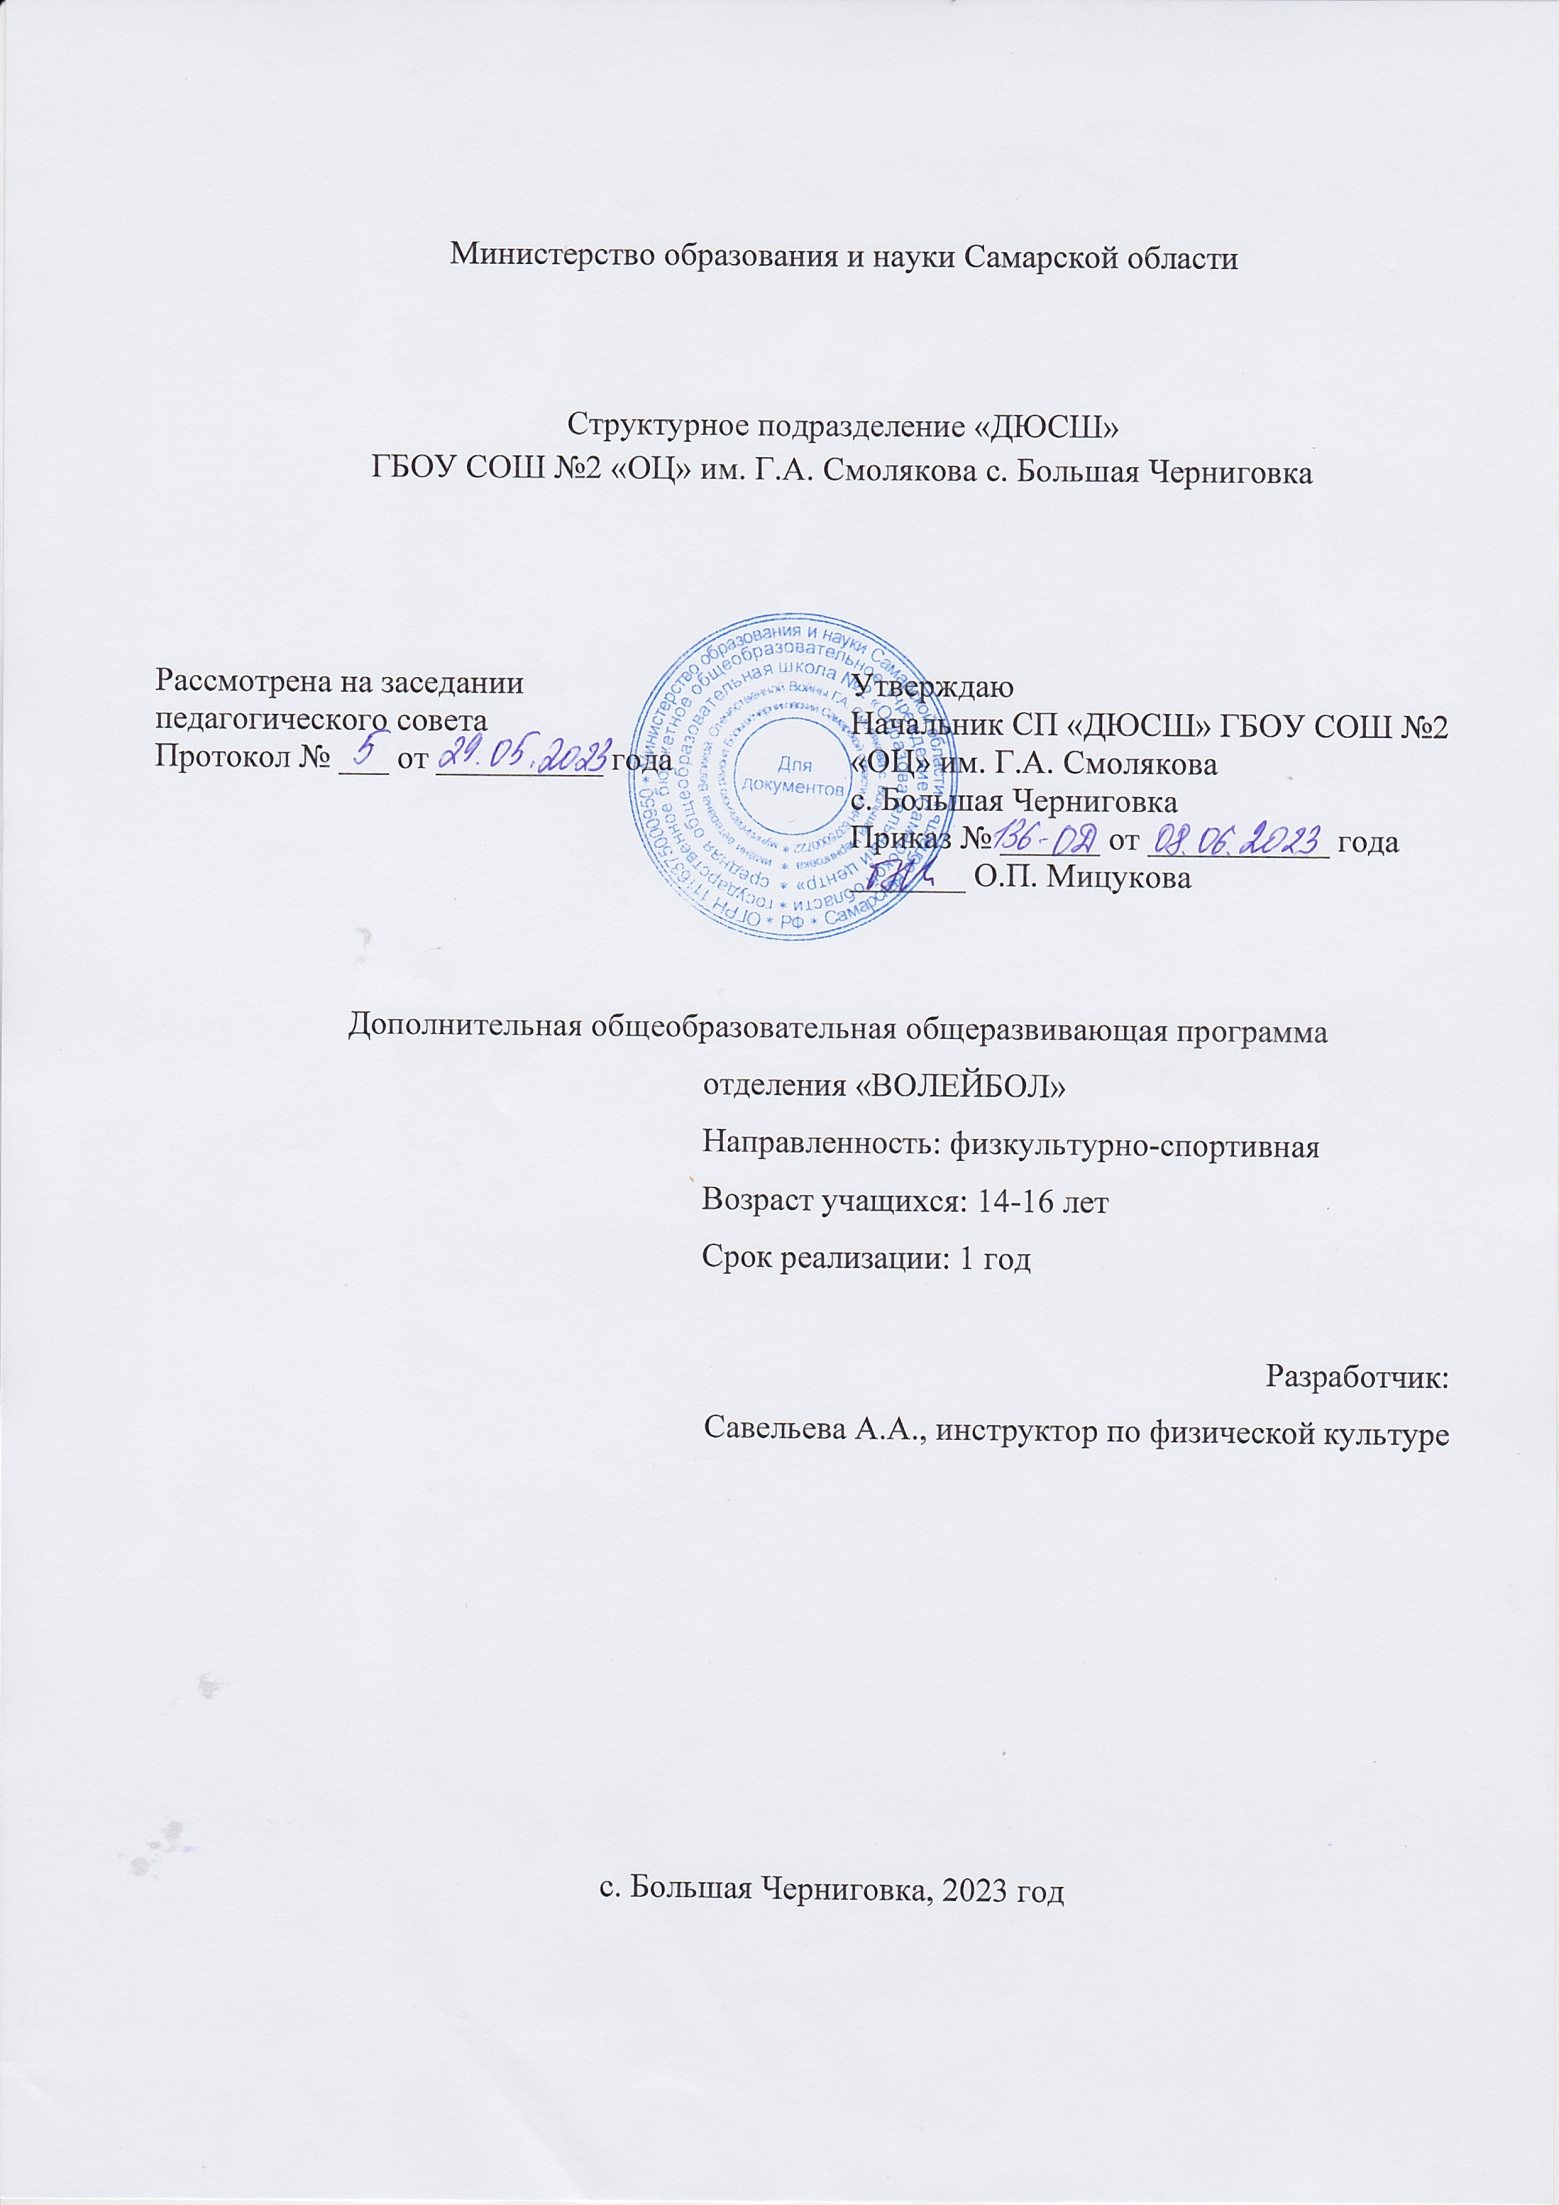 Министерство образования и науки Самарской области
Структурное подразделение «ДЮСШ»
ГБОУ СОШ №2 «ОЦ» им. Г.А. Смолякова с. Большая Черниговка
Рассмотрена на заседании
педагогического совета
Протокол № 5 от 29.05.2023 года
Для
документов
Утверждаю
Начальник СП «ДЮСШ» ГБОУ СОШ №2
«ОЦ» им. Г.А. Смолякова
с. Большая Черниговка
Приказ № 136-ОД от 08.06.2023 года
О.П. Мицукова
Дополнительная общеобразовательная общеразвивающая программа
отделения «ВОЛЕЙБОЛ»
Направленность: физкультурно-спортивная
Возраст учащихся: 14-16 лет
Срок реализации: 1 год
Разработчик:
Савельева А.А., инструктор по физической культуре
с. Большая Черниговка, 2023 год